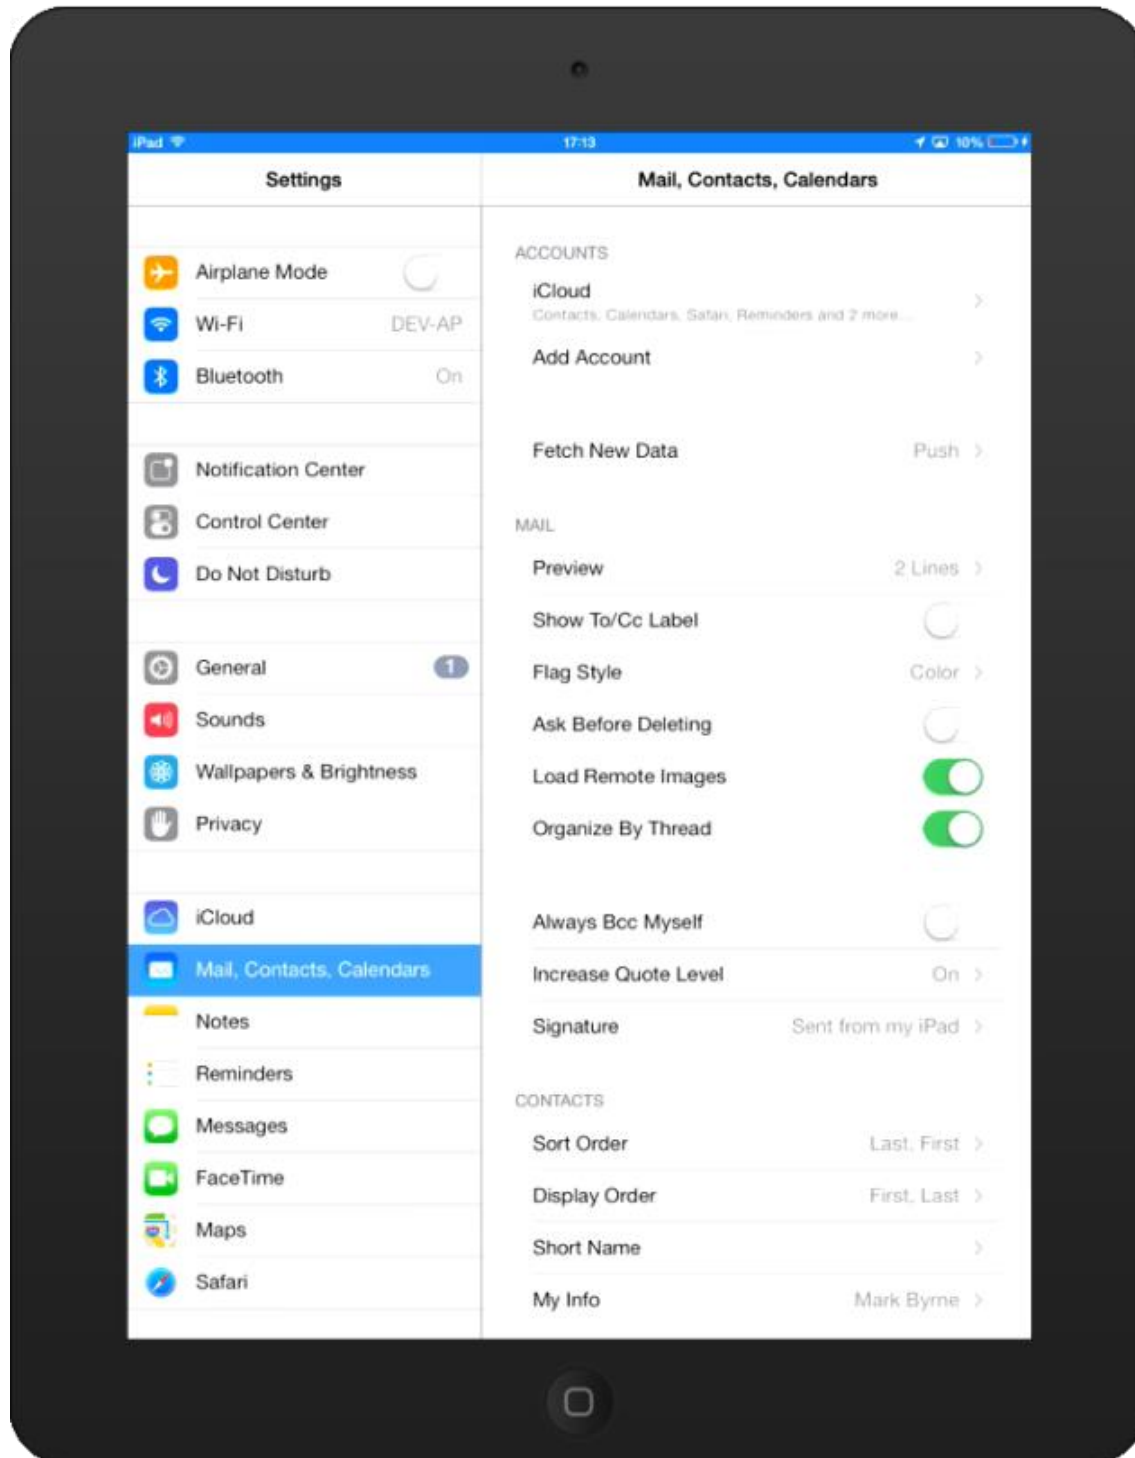 iPad 17:13 10%
Settings
Airplane Mode
Wi-Fi DEV-AP
Bluetooth On
Notification Center
Control Center
Do Not Disturb
General 1
Sounds
Wallpapers & Brightness
Privacy
iCloud
Mail, Contacts, Calendars
Notes
Reminders
Messages
FaceTime
Maps
Safari
Mail, Contacts, Calendars
ACCOUNTS
iCloud
Contacts, Calendars, Safari, Reminders and 2 more...
Add Account
Fetch New Data Push
MAIL
Preview 2 Lines
Show To/Cc Label
Flag Style Color
Ask Before Deleting
Load Remote Images
Organize By Thread
Always Bcc Myself
Increase Quote Level On
Signature Sent from my iPad
CONTACTS
Sort Order Last, First
Display Order First, Last
Short Name
My Info Mark Byrne